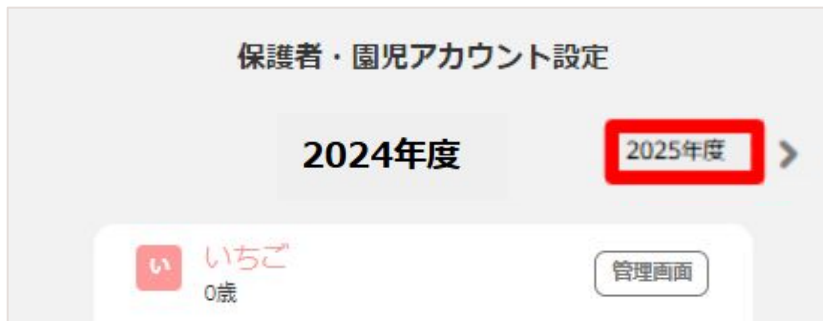 保護者・園児アカウント設定
2024年度
2025年度
い
いちご
0歳
管理画面